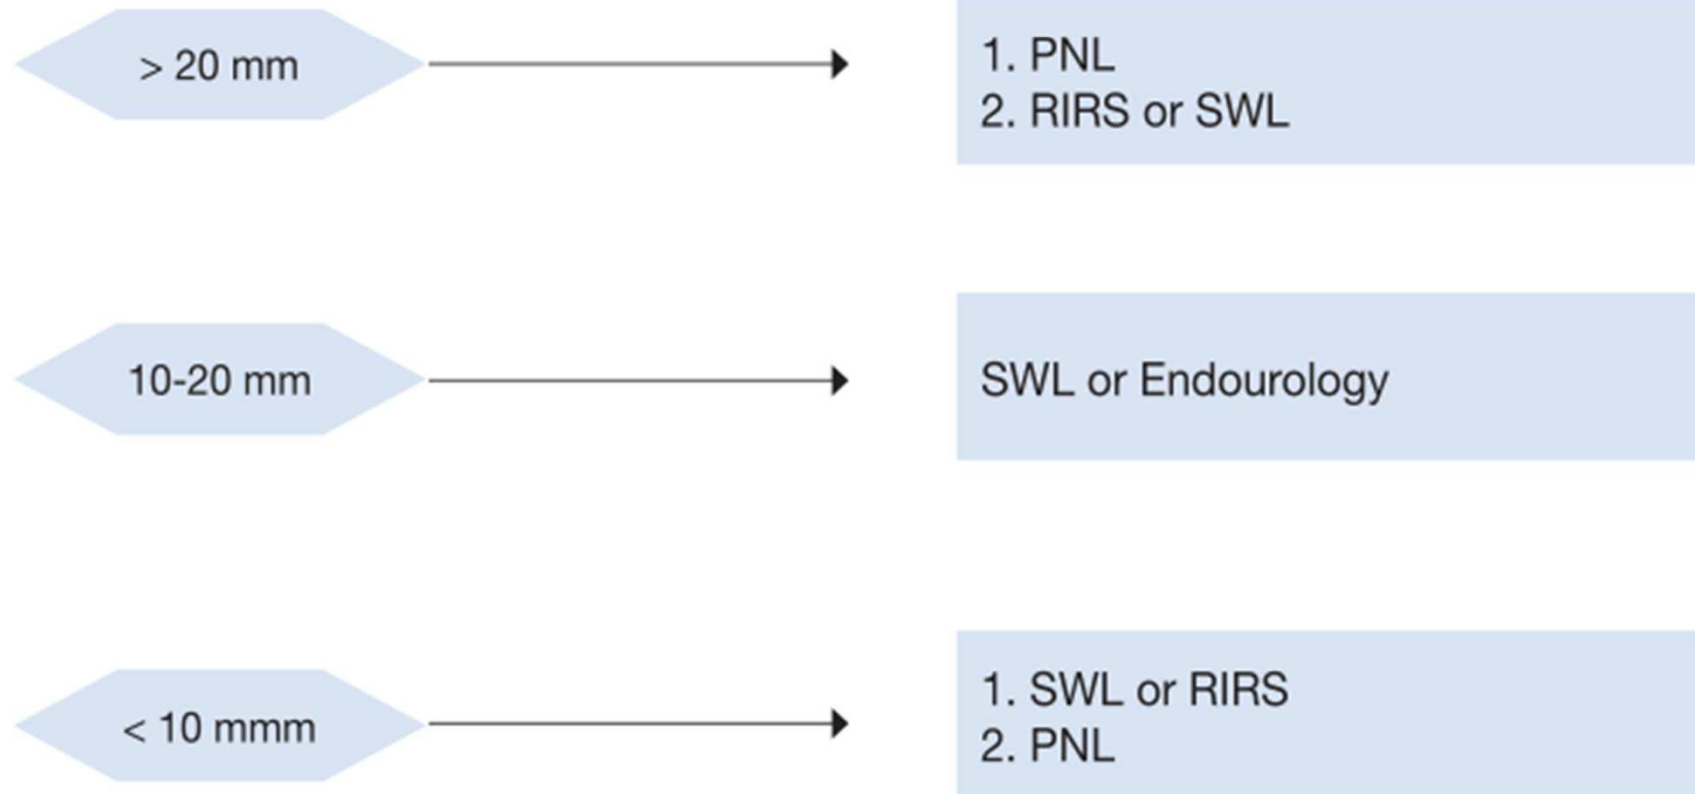 > 20 mm
1. PNL
2. RIRS or SWL
10-20 mm
SWL or Endourology
< 10 mmm
1. SWL or RIRS
2. PNL